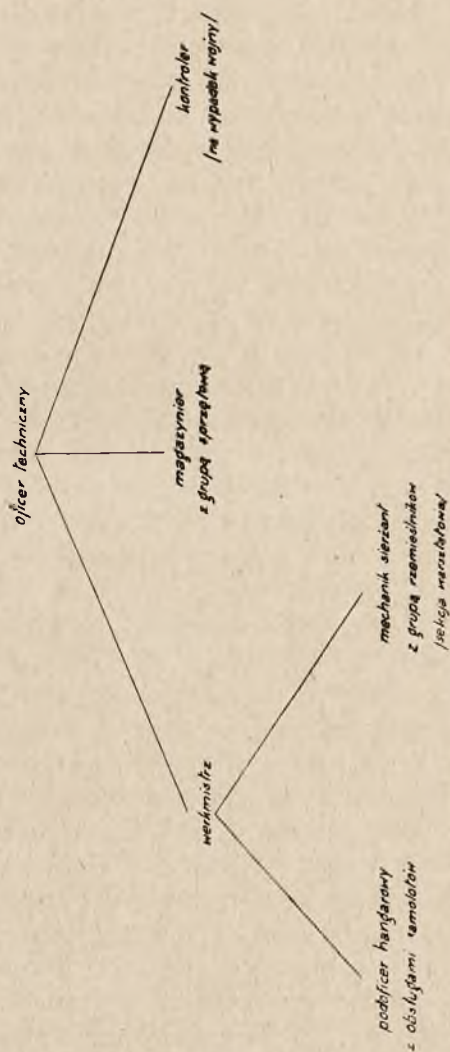 oficer techniczny
werkmistrz
magazynier
z grupą sprzętową
kontroler
/na wypadek wojny/
podoficer hangarowy
z obsługami samolotów
mechanik sierżant
z grupą rzemieślników
/sekcja warsztatowa/